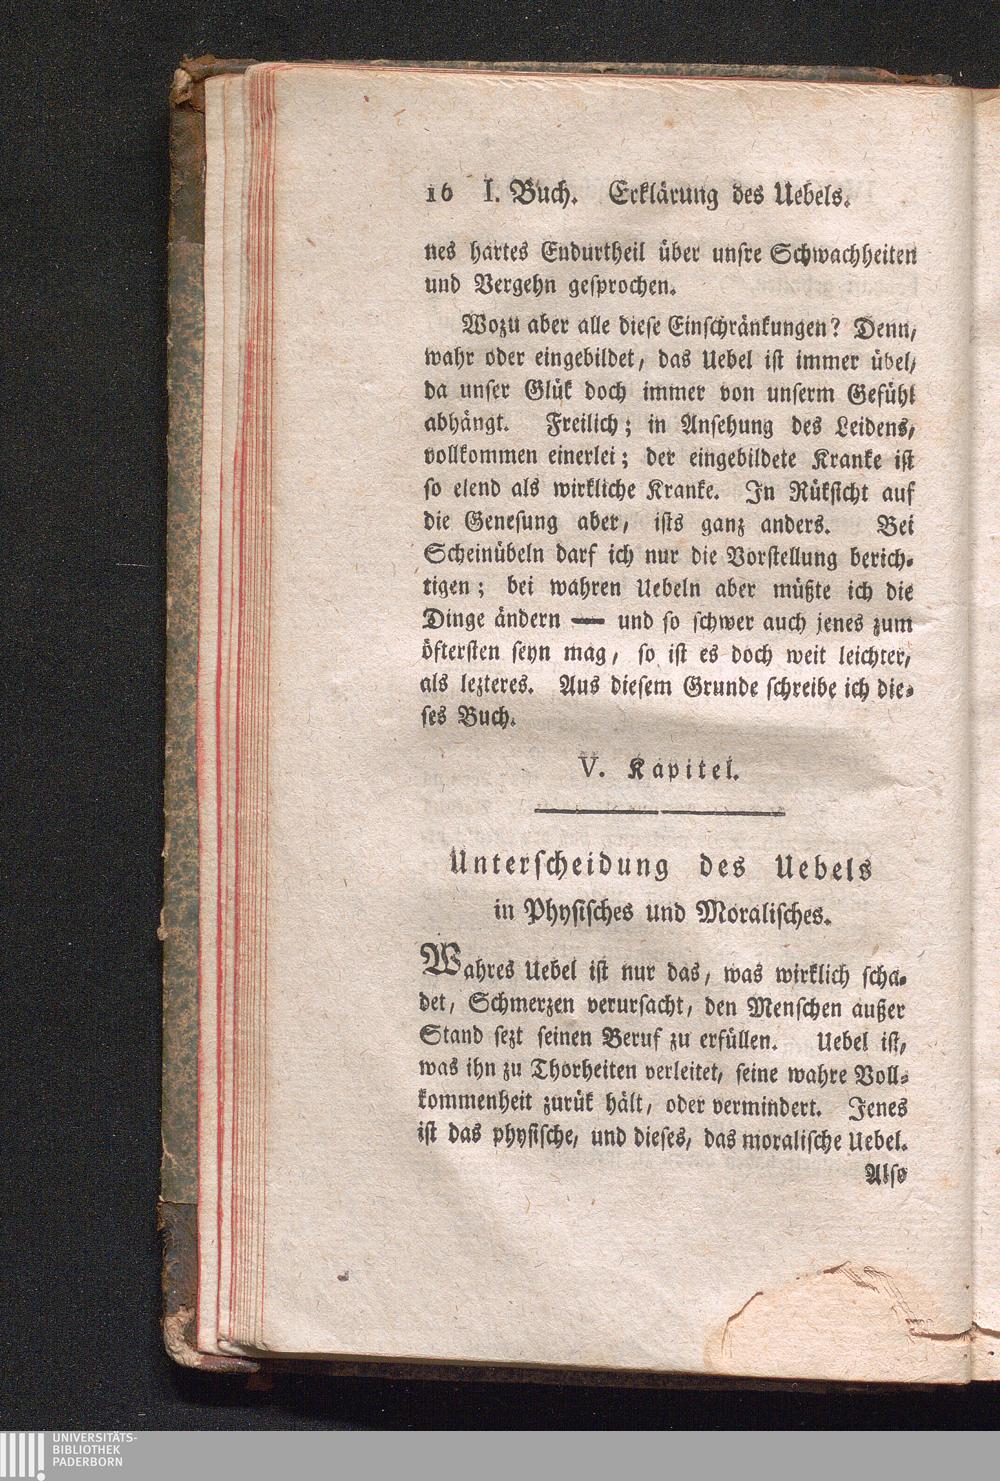 16 I. Buch. Erklärung des Uebels.
nes hartes Endurtheil über unsre Schwachheiten
und Vergehn gesprochen.
Wozu aber alle diese Einschränkungen? Denn,
wahr oder eingebildet, das Uebel ist immer übel,
da unser Glük doch immer von unserm Gefühl
abhängt. Freilich; in Ansehung des Leidens,
vollkommen einerlei; der eingebildete Kranke ist
so elend als wirkliche Kranke. In Rüksicht auf
die Genesung aber, ists ganz anders. Bei
Scheinübeln darf ich nur die Vorstellung berich-
tigen; bei wahren Uebeln aber müßte ich die
Dinge ändern — und so schwer auch jenes zum
öftersten seyn mag, so ist es doch weit leichter,
als lezteres. Aus diesem Grunde schreibe ich die-
ses Buch.
V. Kapitel.
Unterscheidung des Uebels
in Physisches und Moralisches.
Wahres Uebel ist nur das, was wirklich scha-
det, Schmerzen verursacht, den Menschen außer
Stand sezt seinen Beruf zu erfüllen. Uebel ist,
was ihn zu Thorheiten verleitet, seine wahre Voll-
kommenheit zurük hält, oder vermindert. Jenes
ist das physische, und dieses, das moralische Uebel.
Also
UNIVERSITÄTS-
BIBLIOTHEK
PADERBORN